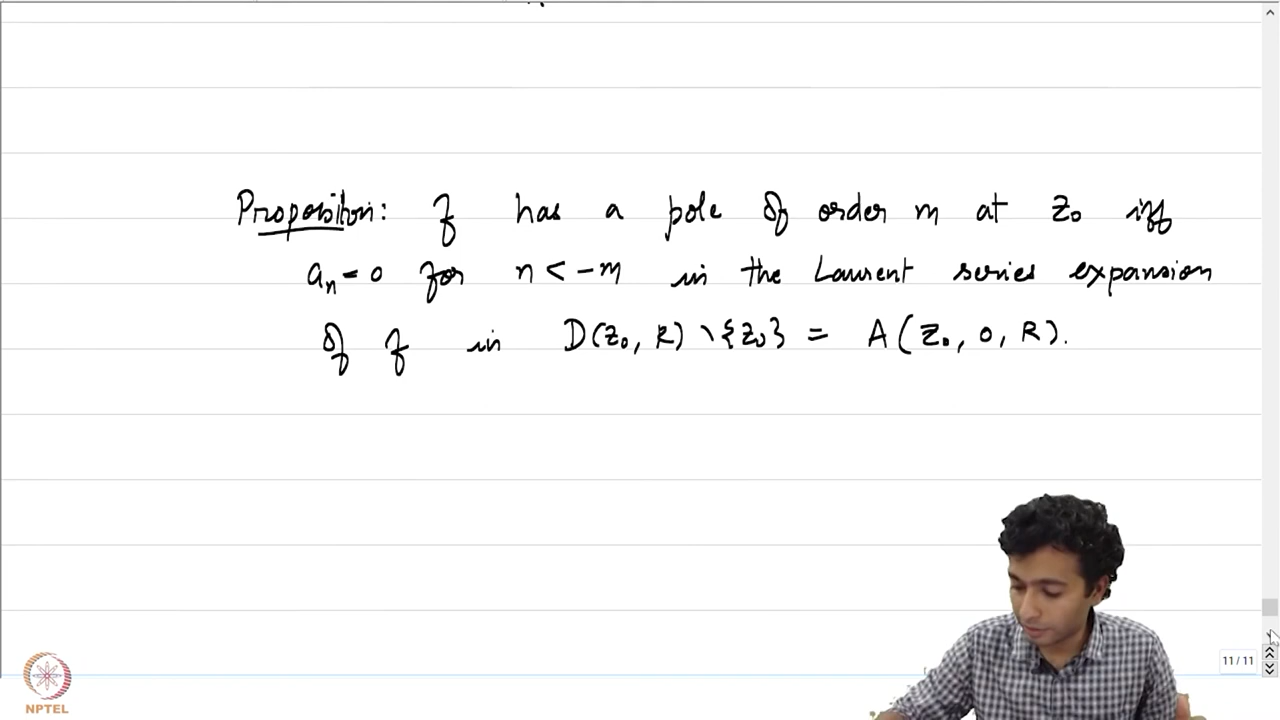 Proposition: f has a pole of order m at z₀ iff
aₙ = 0 for n < -m in the Laurent series expansion
of f in D(z₀, R) \ {z₀} = A(z₀, 0, R).
11 / 11
NPTEL